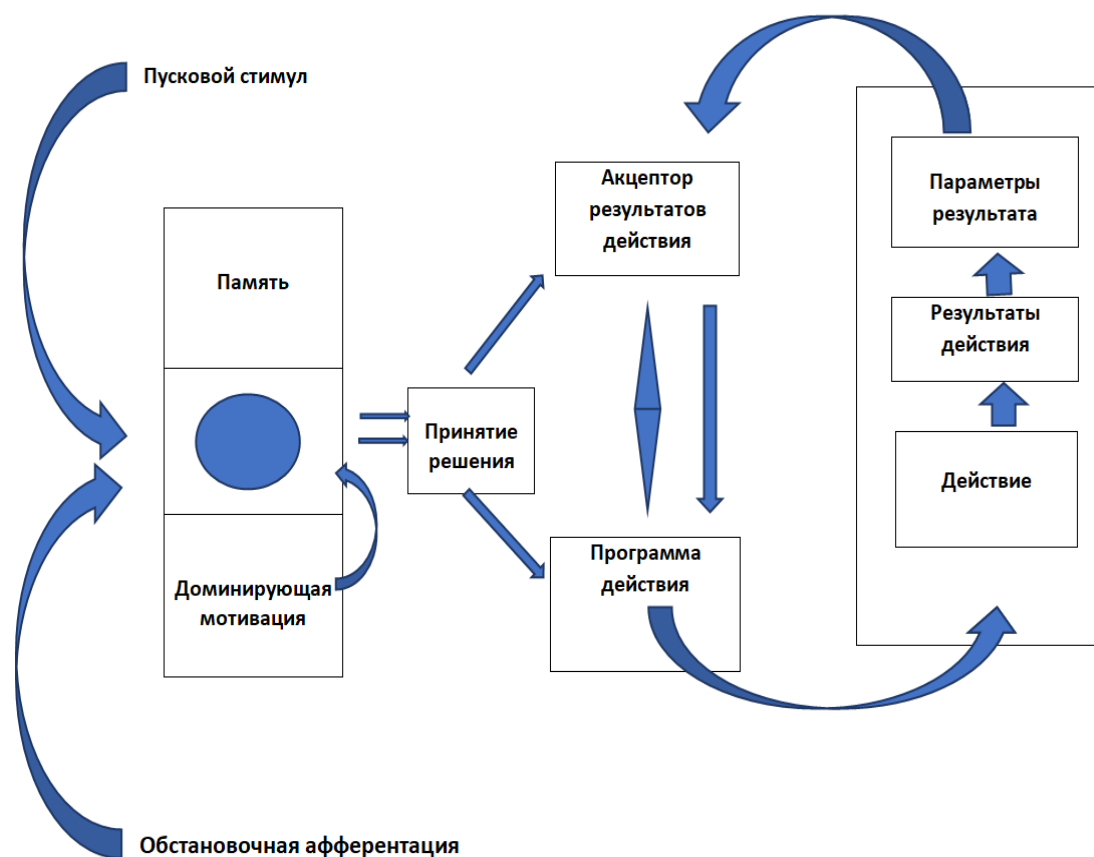 Пусковой стимул
Память
Доминирующая
мотивация
Обстановочная афферентация
Принятие
решения
Акцептор
результатов
действия
Программа
действия
Параметры
результата
Результаты
действия
Действие